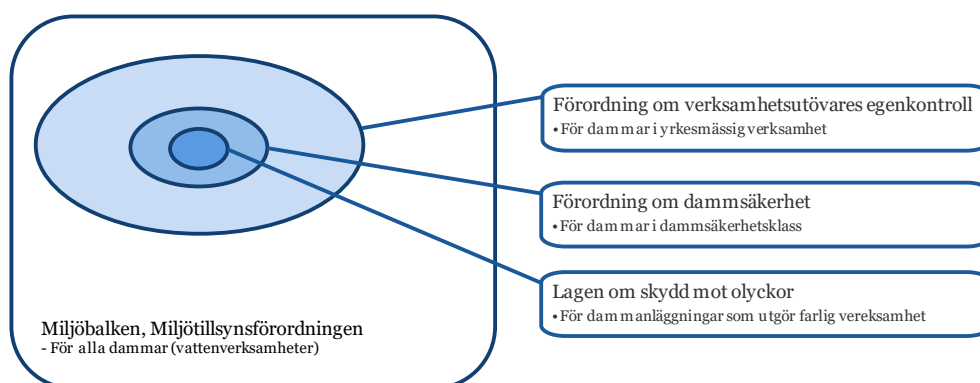 Förordning om verksamhetsutövares egenkontroll
• För dammar i yrkesmässig verksamhet
Förordning om dammsäkerhet
• För dammar i dammsäkerhetsklass
Lagen om skydd mot olyckor
• För dammanläggningar som utgör farlig vereksamhet
Miljöbalken, Miljötillsynsförordningen
- För alla dammar (vattenverksamheter)